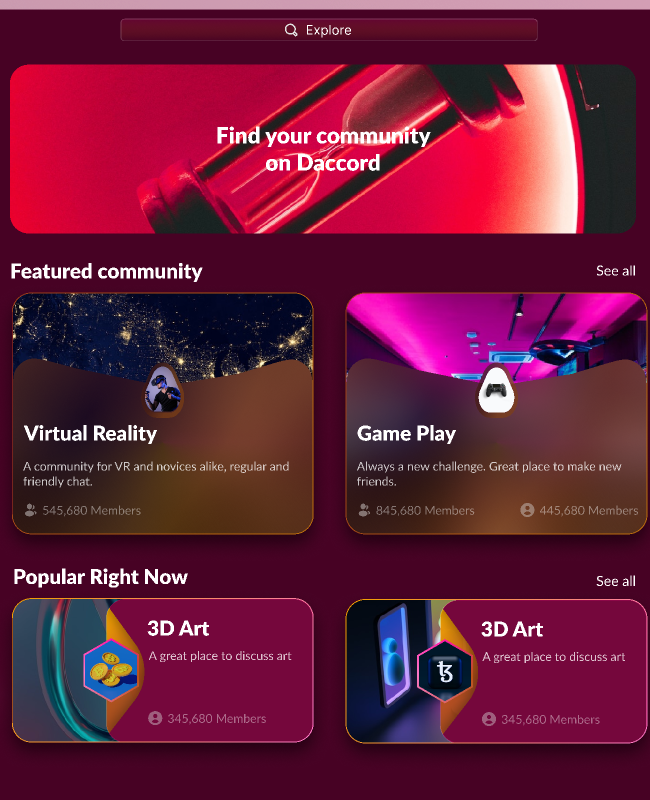 Explore
Find your community
on Daccord
Featured community
See all
Virtual Reality
A community for VR and novices alike, regular and
friendly chat.
545,680 Members
Game Play
Always a new challenge. Great place to make new
friends.
845,680 Members
445,680 Members
Popular Right Now
See all
3D Art
A great place to discuss art
345,680 Members
3D Art
A great place to discuss art
345,680 Members